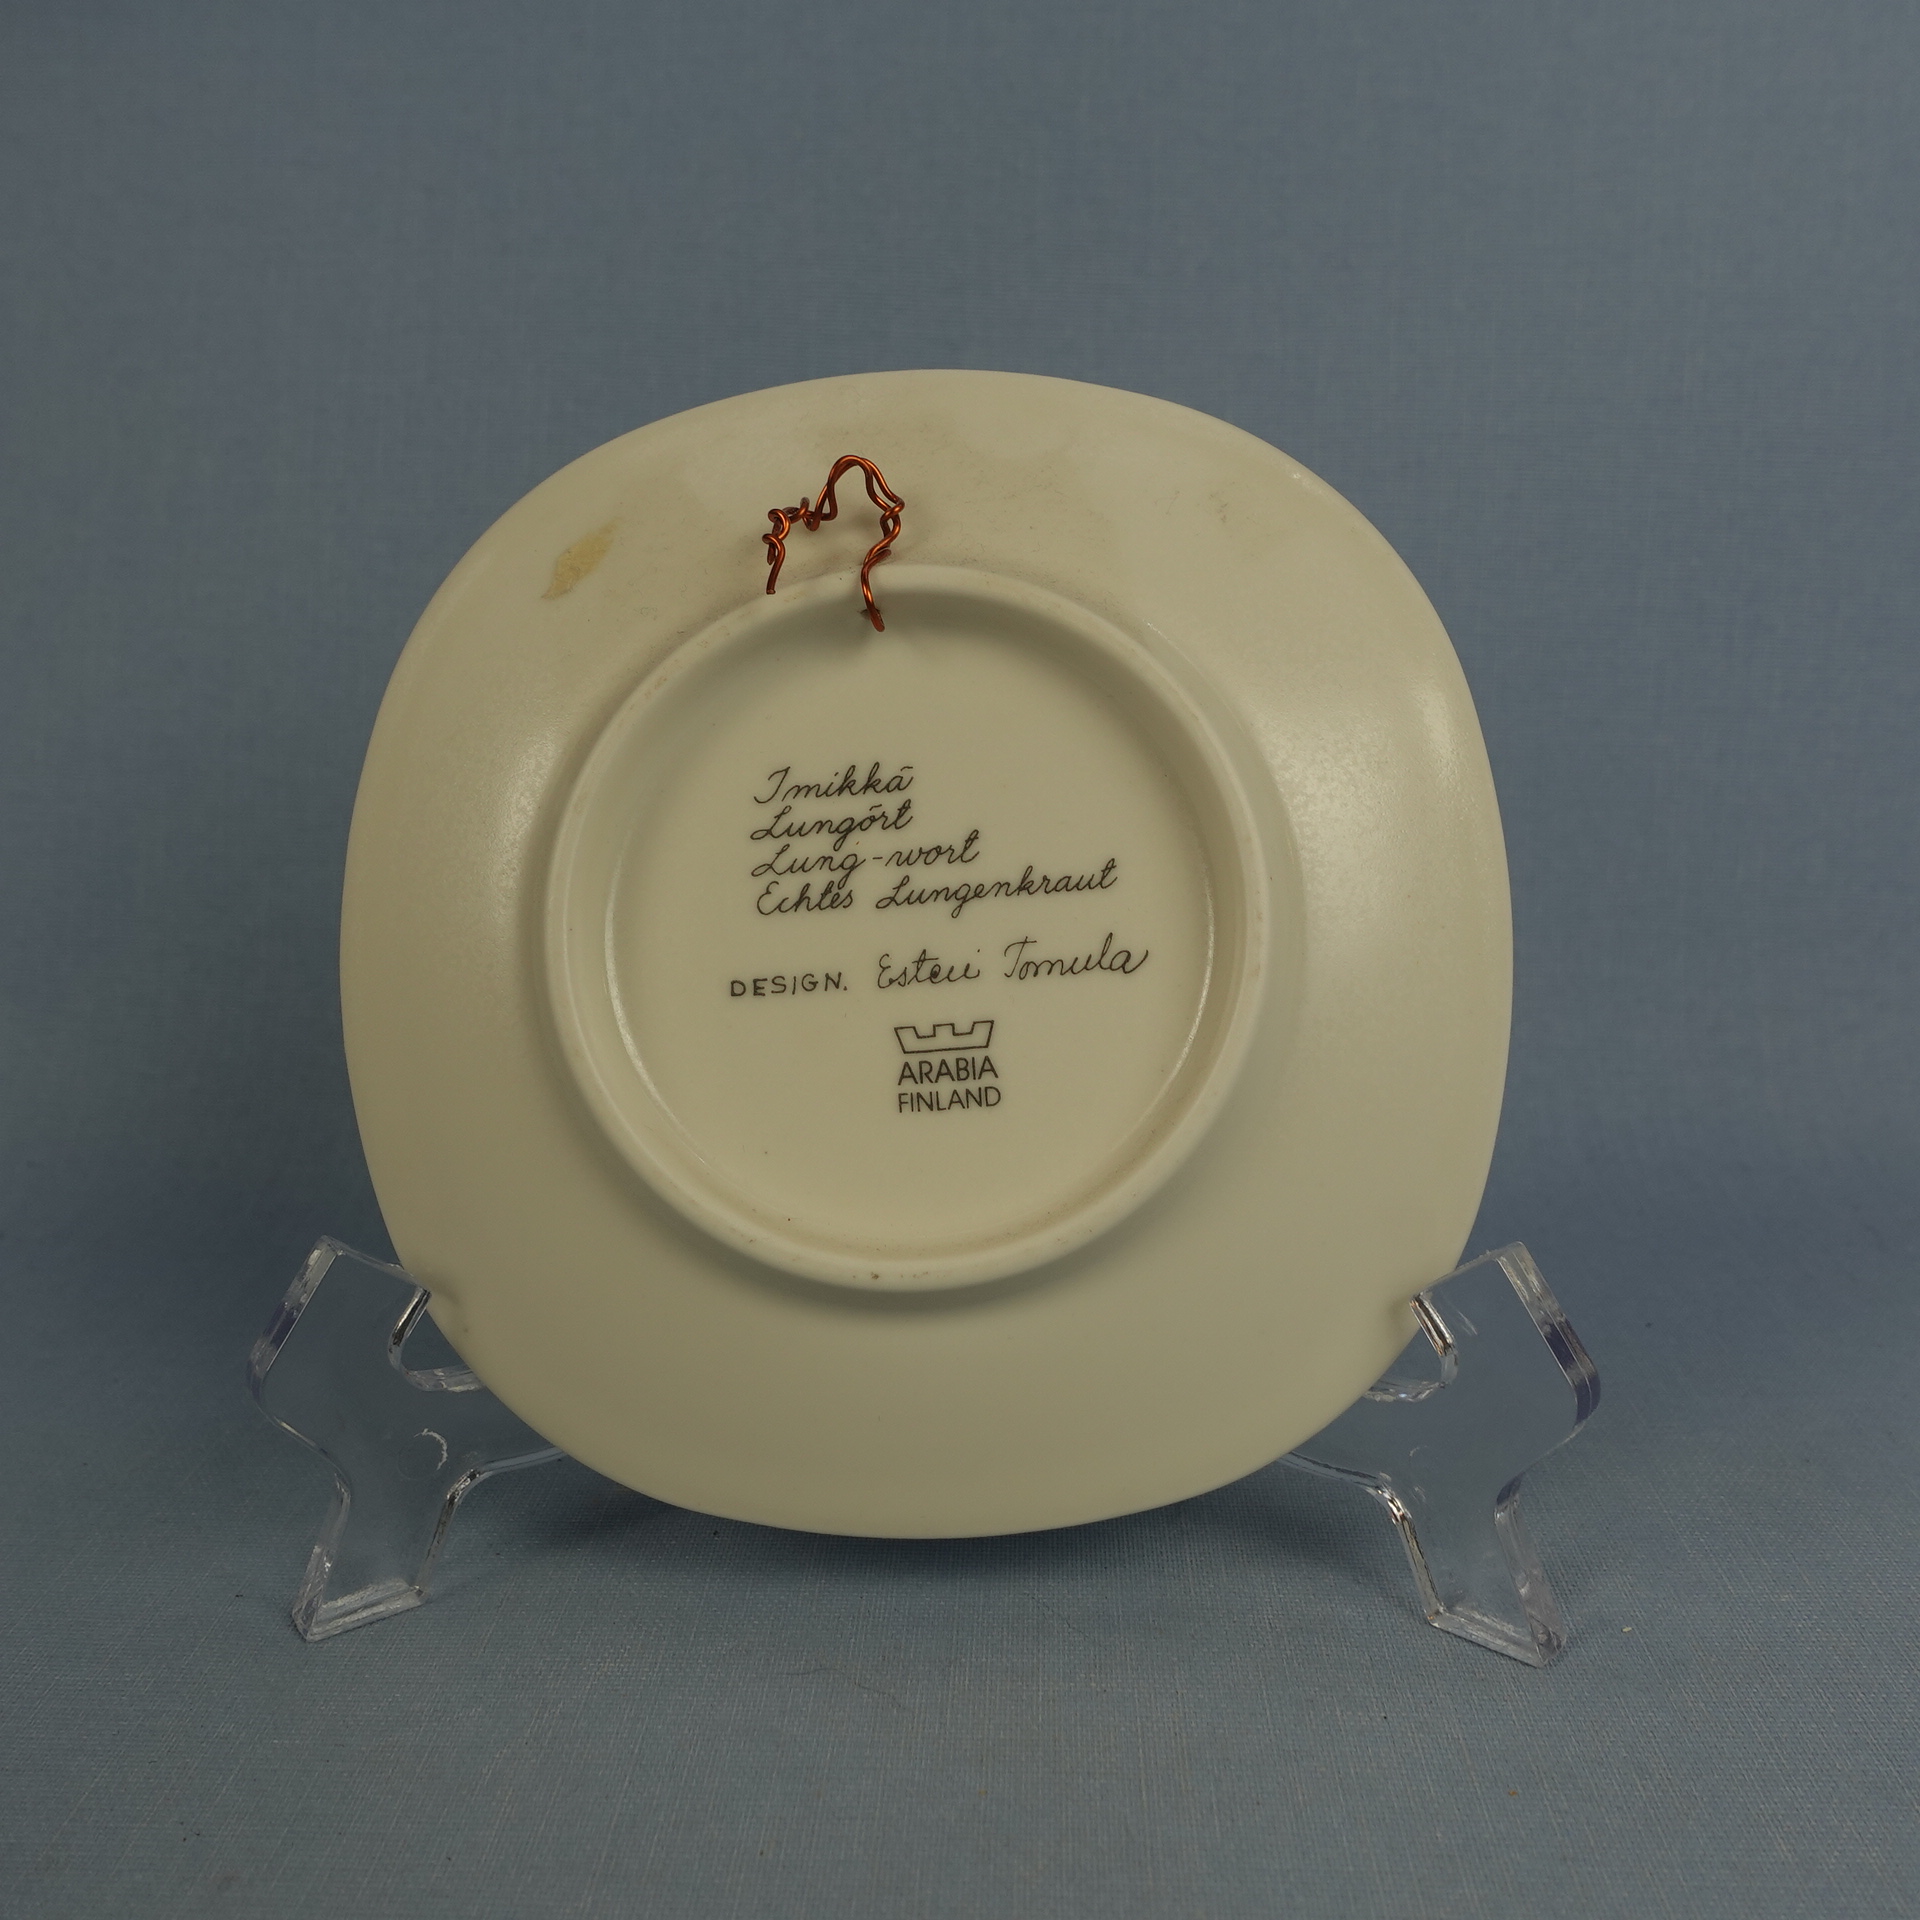 Imikkä
Lungört
Lung-wort
Echtes Lungenkraut
DESIGN. Esteri Tomula
ARABIA
FINLAND